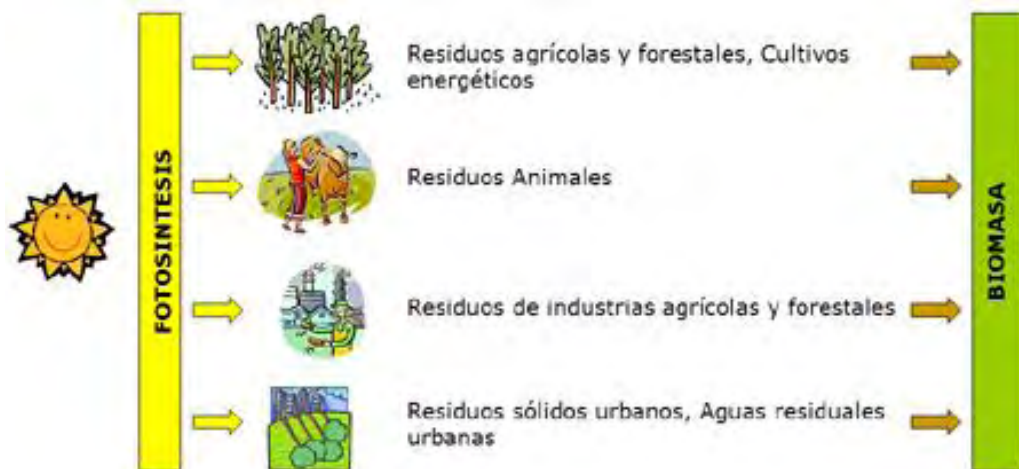 FOTOSINTESIS
Residuos agrícolas y forestales, Cultivos
energéticos
Residuos Animales
Residuos de industrias agrícolas y forestales
Residuos sólidos urbanos, Aguas residuales
urbanas
BIOMASA